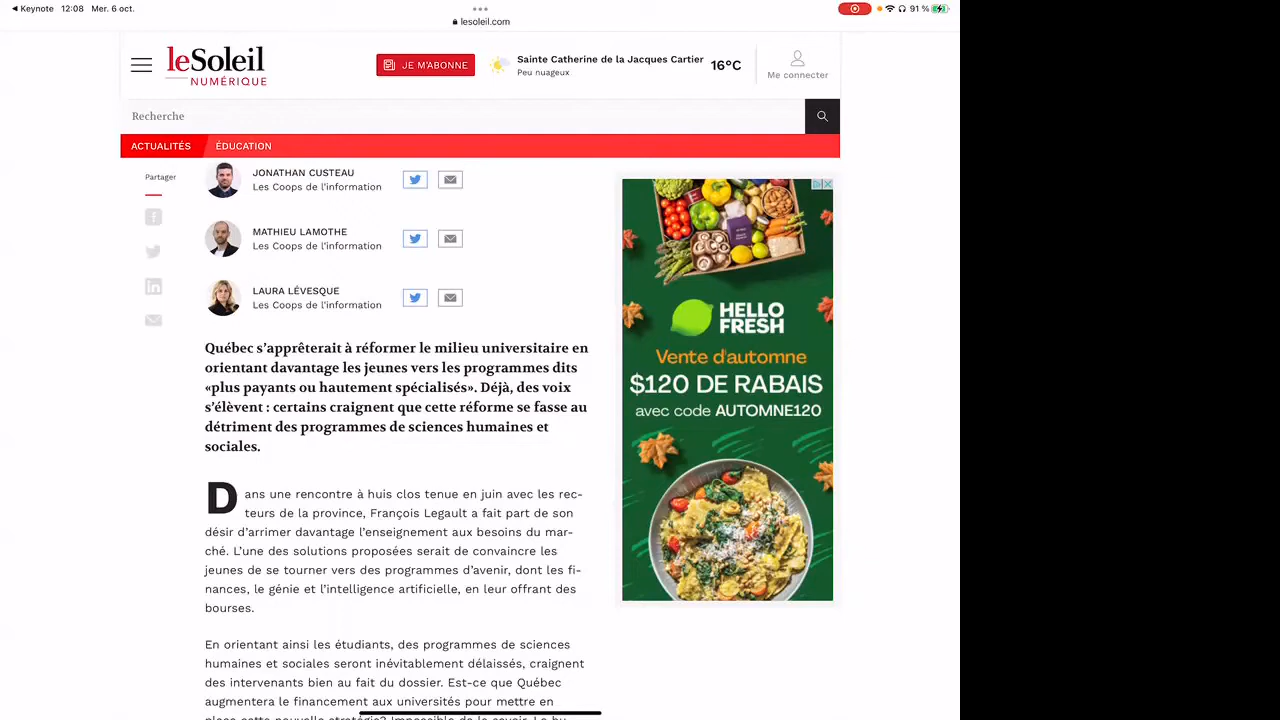 Keynote 12:08 Mer. 6 oct.
91 %
lesoleil.com
leSoleil
NUMÉRIQUE
JE M'ABONNE
Sainte Catherine de la Jacques Cartier
Peu nuageux
16°C
Me connecter
Recherche
ACTUALITÉS
ÉDUCATION
Partager
JONATHAN CUSTEAU
Les Coops de l'information
MATHIEU LAMOTHE
Les Coops de l'information
LAURA LÉVESQUE
Les Coops de l'information
Québec s'apprêterait à réformer le milieu universitaire en
orientant davantage les jeunes vers les programmes dits
«plus payants ou hautement spécialisés». Déjà, des voix
s'élèvent : certains craignent que cette réforme se fasse au
détriment des programmes de sciences humaines et
sociales.
Dans une rencontre à huis clos tenue en juin avec les rec-
teurs de la province, François Legault a fait part de son
désir d'arrimer davantage l'enseignement aux besoins du mar-
ché. L'une des solutions proposées serait de convaincre les
jeunes de se tourner vers des programmes d'avenir, dont les fi-
nances, le génie et l'intelligence artificielle, en leur offrant des
bourses.
En orientant ainsi les étudiants, des programmes de sciences
humaines et sociales seront inévitablement délaissés, craignent
des intervenants bien au fait du dossier. Est-ce que Québec
augmentera le financement aux universités pour mettre en
place cette nouvelle stratégie? Impossible de le savoir. Le bu-
HELLO
FRESH
Vente d'automne
$120 DE RABAIS
avec code AUTOMNE120